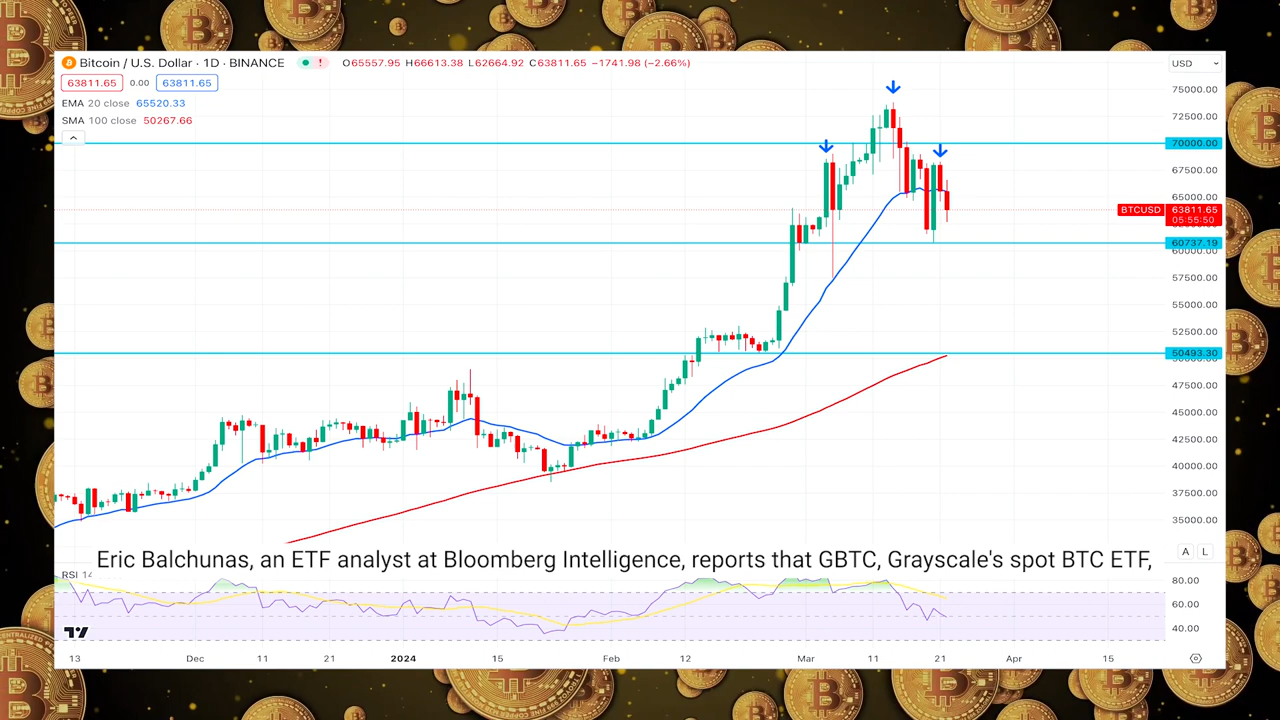 Bitcoin / U.S. Dollar · 1D · BINANCE
O65557.95 H66613.38 L62664.92 C63811.65 −1741.98 (−2.66%)
USD
63811.65 0.00 63811.65
EMA 20 close 65520.33
SMA 100 close 50267.66
75000.00
72500.00
70000.00
67500.00
65000.00
BTCUSD 63811.65
05:55:50
60737.19
60000.00
57500.00
55000.00
52500.00
50493.30
47500.00
45000.00
42500.00
40000.00
37500.00
35000.00
A L
Eric Balchunas, an ETF analyst at Bloomberg Intelligence, reports that GBTC, Grayscale's spot BTC ETF,
RSI 14
80.00
60.00
40.00
13 Dec 11 21 2024 15 Feb 12 Mar 11 21 Apr 15